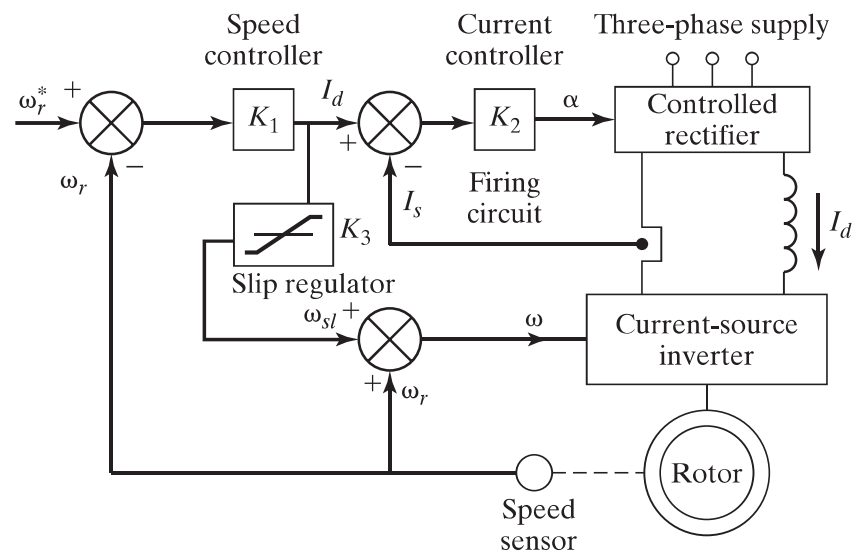 Speed
controller
Current
controller
Three-phase supply
ω*r
+
−
ωr
K1
Id
+
−
Is
K2
α
Controlled
rectifier
Firing
circuit
Id
K3
Slip regulator
ωsl
+
+
ωr
ω
Current-source
inverter
Rotor
Speed
sensor